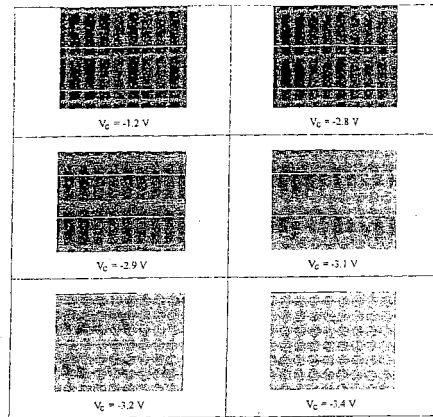 V_C = -1.2 V
V_C = -2.8 V
V_C = -2.9 V
V_C = -3.1 V
V_C = -3.2 V
V_C = -3.4 V